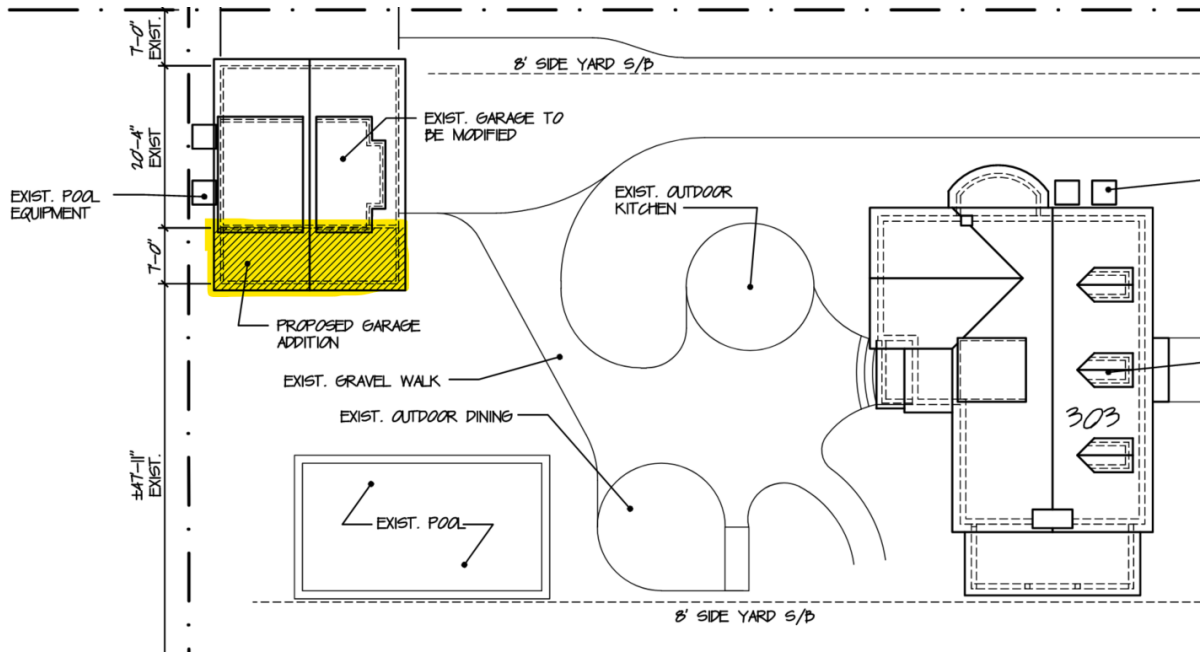 7'-0"
EXIST.
8' SIDE YARD S/B
EXIST. GARAGE TO
BE MODIFIED
20'-4"
EXIST
EXIST. POOL
EQUIPMENT
EXIST. OUTDOOR
KITCHEN
7'-0"
PROPOSED GARAGE
ADDITION
EXIST. GRAVEL WALK
EXIST. OUTDOOR DINING
303
±47'-11"
EXIST.
EXIST. POOL
8' SIDE YARD S/B